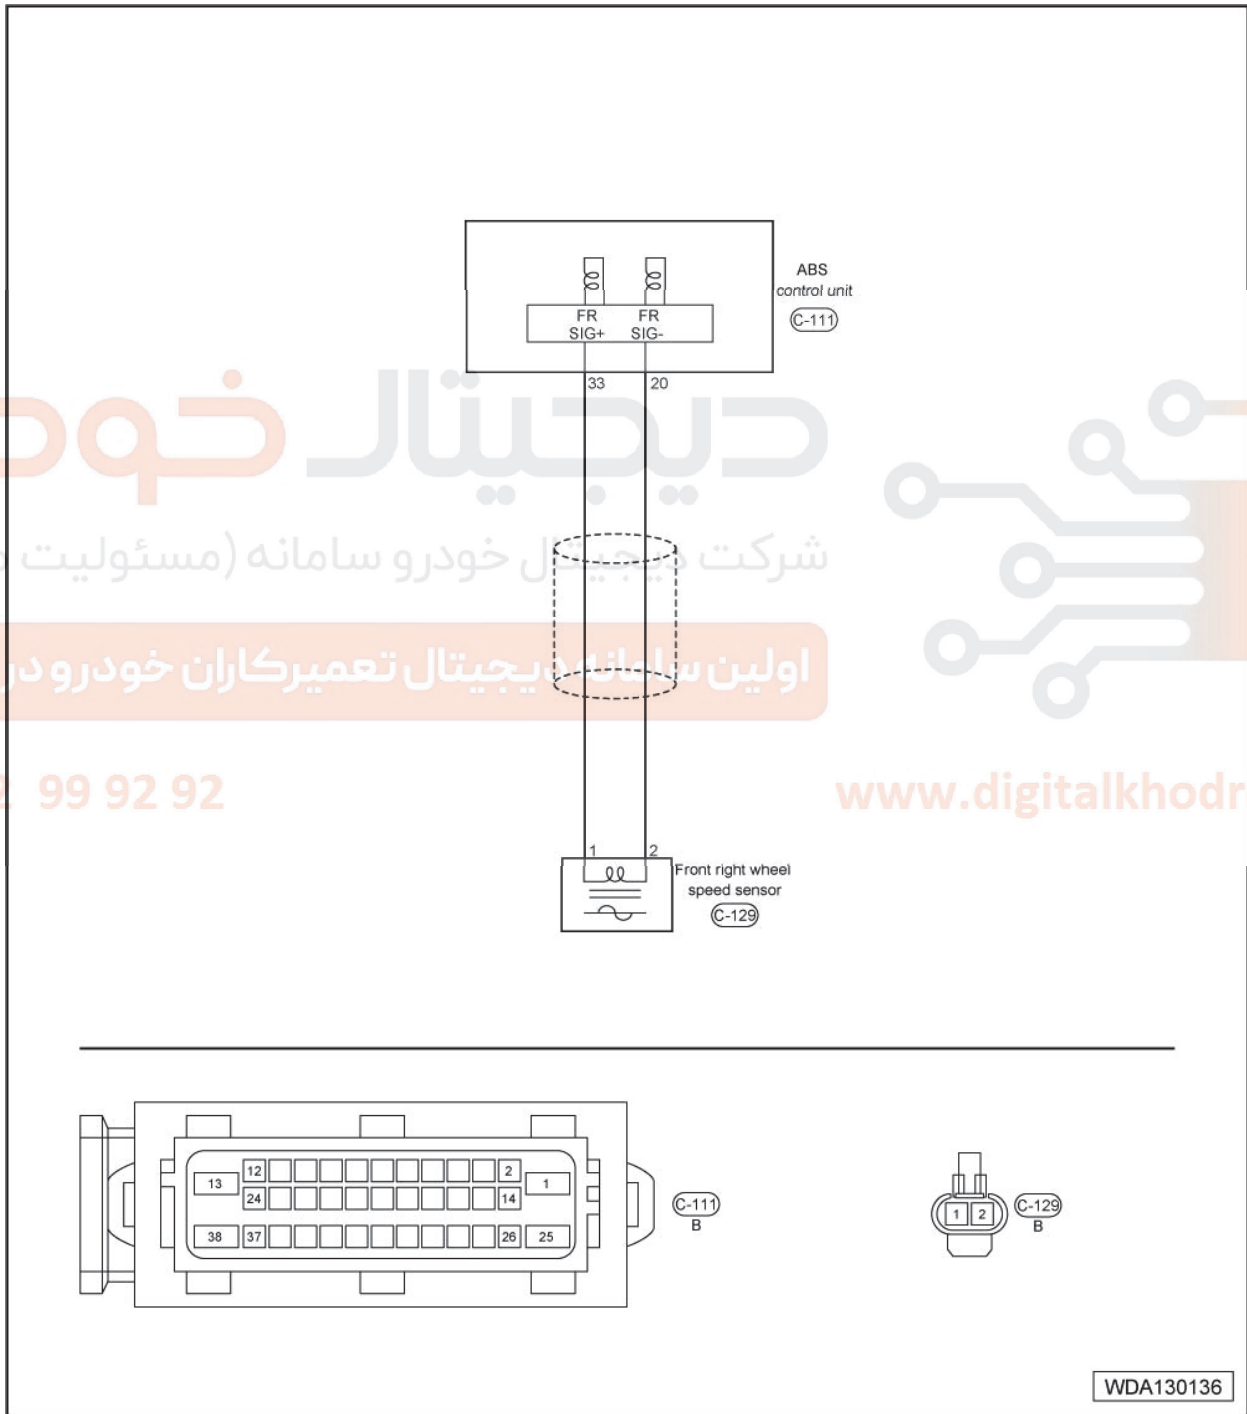 ABS
control unit
C-111
FR
SIG+
FR
SIG-
33
20
دیجیتال خود
شرکت دیجیتال خودرو سامانه (مسئولیت
اولین سامانه دیجیتال تعمیرکاران خودرو در
99 92 92
www.digitalkhodr
1
2
Front right wheel
speed sensor
C-129
12
2
13
1
24
14
38
37
26
25
C-111
B
1
2
C-129
B
WDA130136